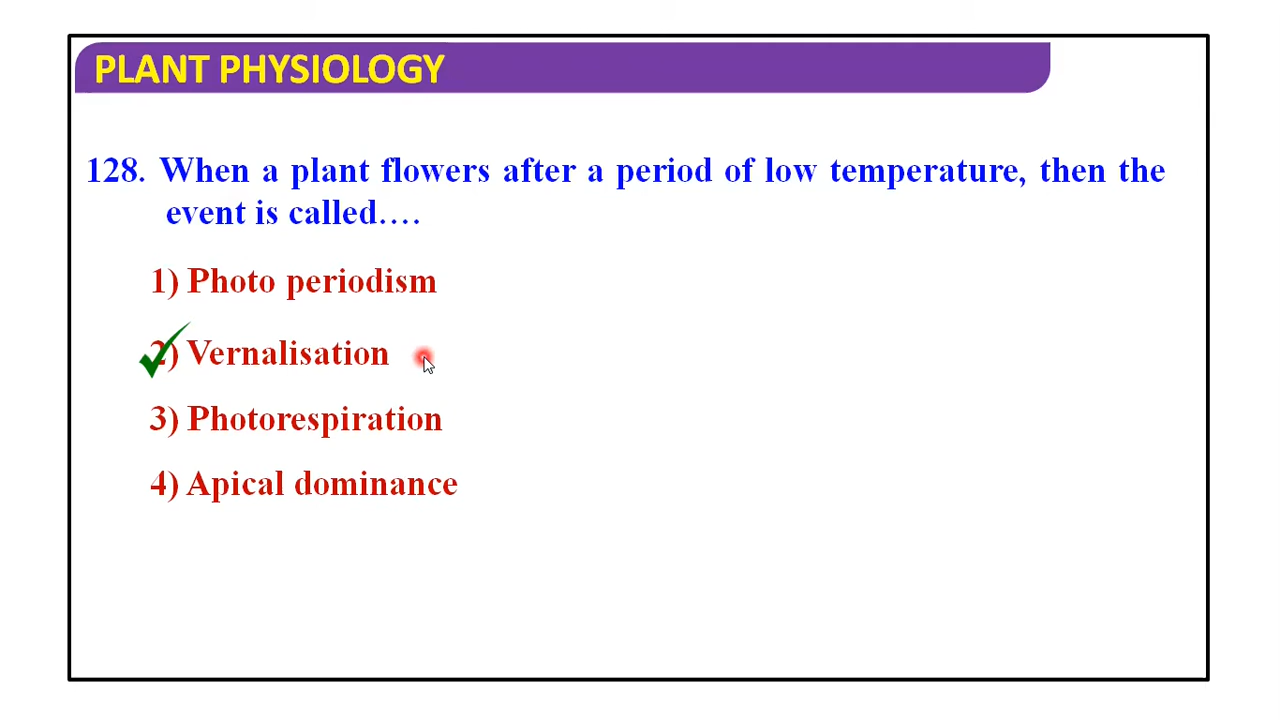 PLANT PHYSIOLOGY
128. When a plant flowers after a period of low temperature, then the
event is called....
1) Photo periodism
2) Vernalisation
3) Photorespiration
4) Apical dominance